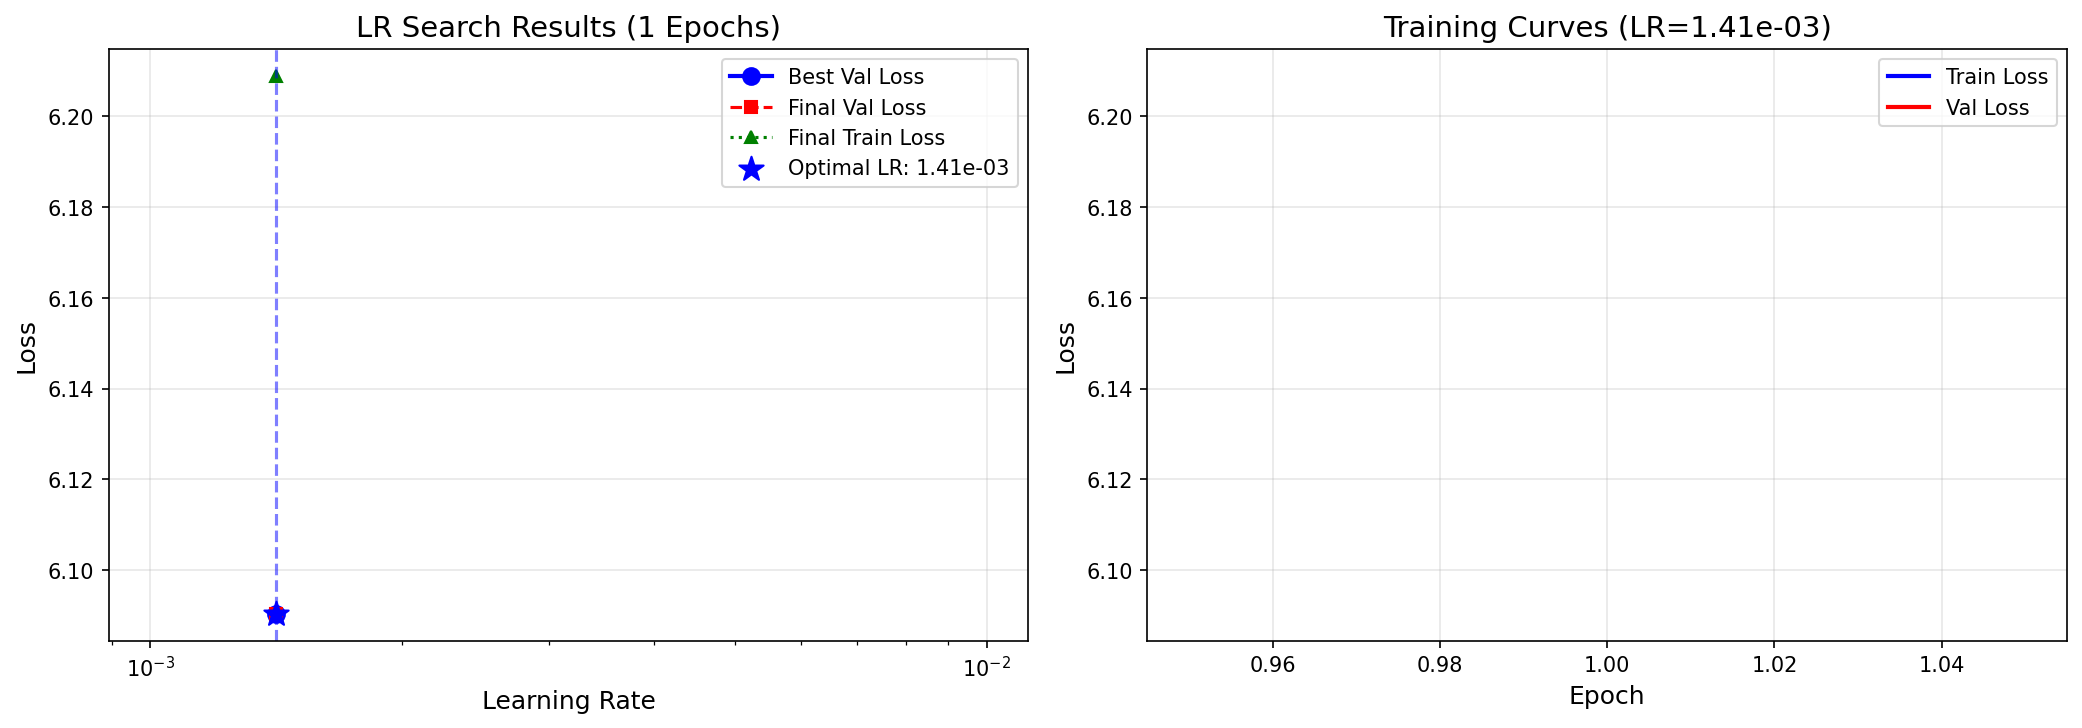 LR Search Results (1 Epochs)
Best Val Loss
Final Val Loss
Final Train Loss
Optimal LR: 1.41e-03
6.20
6.18
6.16
6.14
6.12
6.10
Loss
10⁻³
10⁻²
Learning Rate
Training Curves (LR=1.41e-03)
Train Loss
Val Loss
6.20
6.18
6.16
6.14
6.12
6.10
Loss
0.96 0.98 1.00 1.02 1.04
Epoch